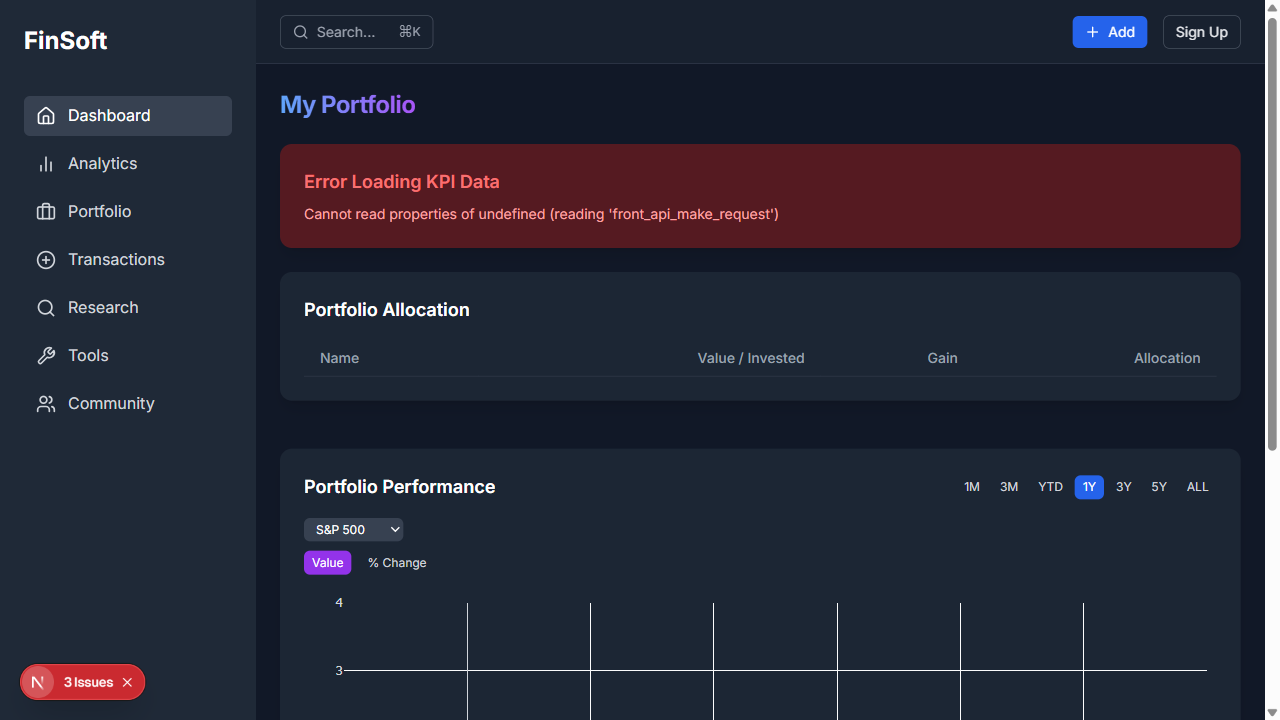 FinSoft
Search... ⌘K
Add
Sign Up
Dashboard
Analytics
Portfolio
Transactions
Research
Tools
Community
My Portfolio
Error Loading KPI Data
Cannot read properties of undefined (reading 'front_api_make_request')
Portfolio Allocation
Name Value / Invested Gain Allocation
Portfolio Performance
1M 3M YTD 1Y 3Y 5Y ALL
S&P 500
Value % Change
4
3
N 3 Issues